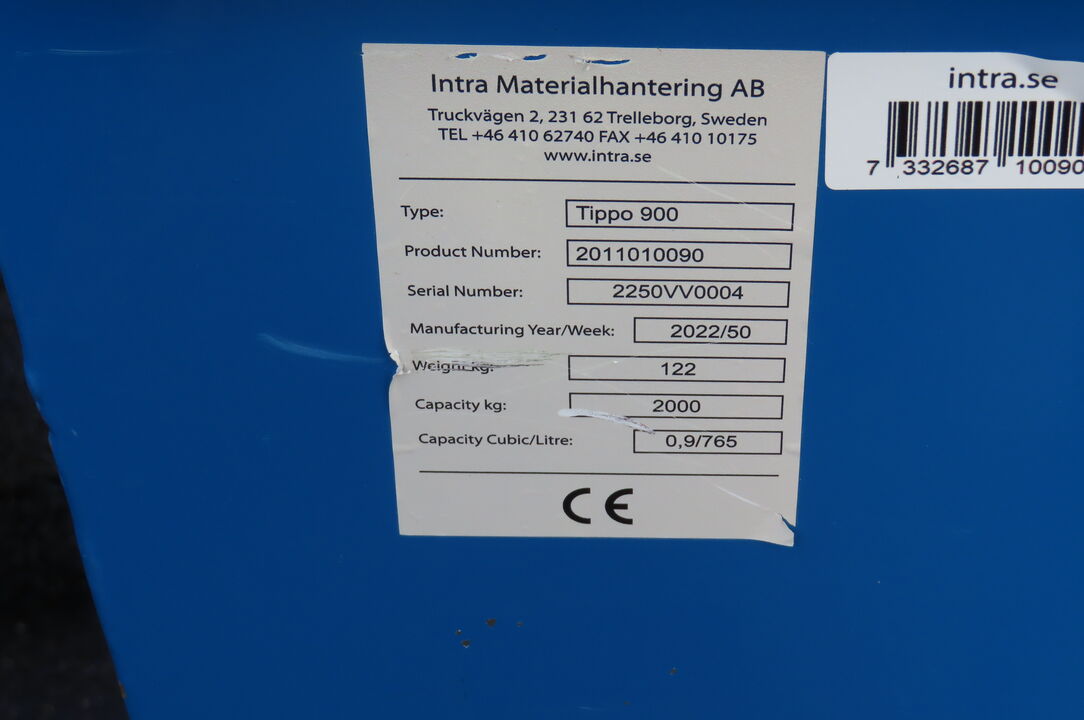 Intra Materialhantering AB
Truckvägen 2, 231 62 Trelleborg, Sweden
TEL +46 410 62740 FAX +46 410 10175
www.intra.se
Type: Tippo 900
Product Number: 2011010090
Serial Number: 2250VV0004
Manufacturing Year/Week: 2022/50
Weight kg: 122
Capacity kg: 2000
Capacity Cubic/Litre: 0,9/765
CE
intra.se
7 332687 10090